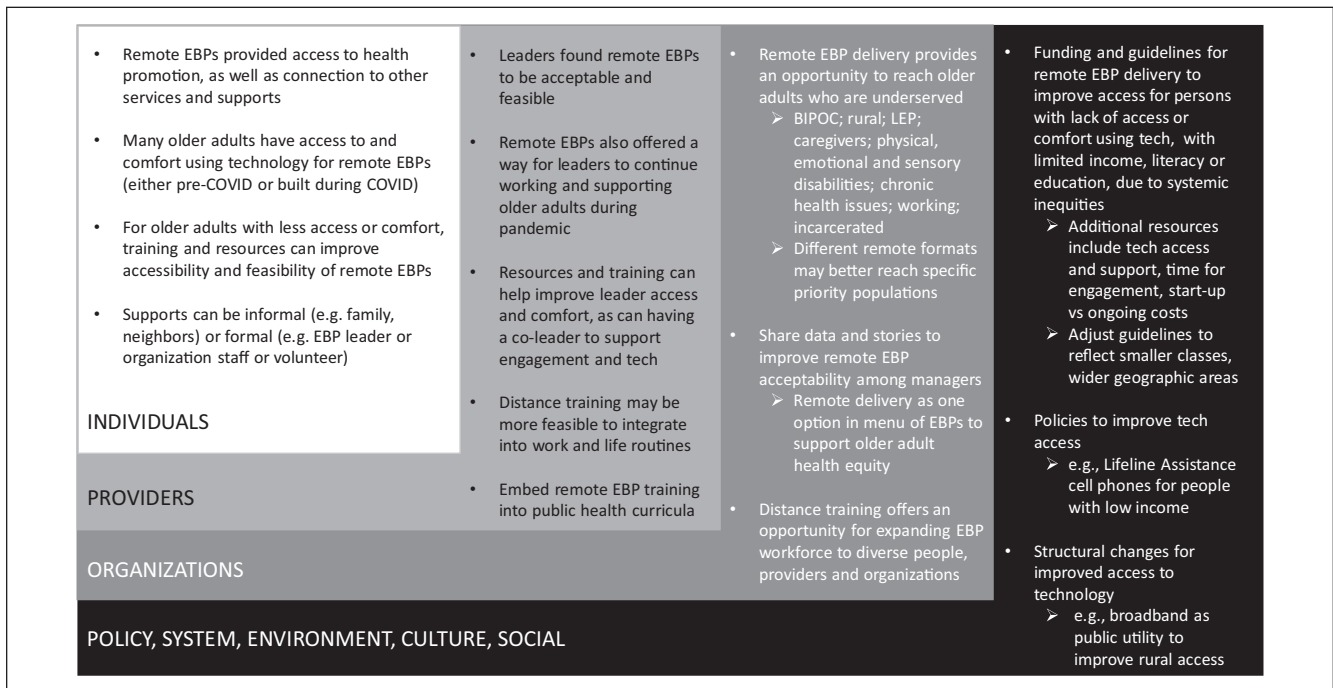 • Remote EBPs provided access to health
promotion, as well as connection to other
services and supports
• Many older adults have access to and
comfort using technology for remote EBPs
(either pre-COVID or built during COVID)
• For older adults with less access or comfort,
training and resources can improve
accessibility and feasibility of remote EBPs
• Supports can be informal (e.g. family,
neighbors) or formal (e.g. EBP leader or
organization staff or volunteer)
INDIVIDUALS
• Leaders found remote EBPs
to be acceptable and
feasible
• Remote EBPs also offered a
way for leaders to continue
working and supporting
older adults during
pandemic
• Resources and training can
help improve leader access
and comfort, as can having
a co-leader to support
engagement and tech
• Distance training may be
more feasible to integrate
into work and life routines
• Embed remote EBP training
into public health curricula
PROVIDERS
• Remote EBP delivery provides
an opportunity to reach older
adults who are underserved
➢ BIPOC; rural; LEP;
caregivers; physical,
emotional and sensory
disabilities; chronic
health issues; working;
incarcerated
➢ Different remote formats
may better reach specific
priority populations
• Share data and stories to
improve remote EBP
acceptability among managers
➢ Remote delivery as one
option in menu of EBPs to
support older adult
health equity
• Distance training offers an
opportunity for expanding EBP
workforce to diverse people,
providers and organizations
ORGANIZATIONS
• Funding and guidelines for
remote EBP delivery to
improve access for persons
with lack of access or
comfort using tech, with
limited income, literacy or
education, due to systemic
inequities
➢ Additional resources
include tech access
and support, time for
engagement, start-up
vs ongoing costs
➢ Adjust guidelines to
reflect smaller classes,
wider geographic areas
• Policies to improve tech
access
➢ e.g., Lifeline Assistance
cell phones for people
with low income
• Structural changes for
improved access to
technology
➢ e.g., broadband as
public utility to
improve rural access
POLICY, SYSTEM, ENVIRONMENT, CULTURE, SOCIAL